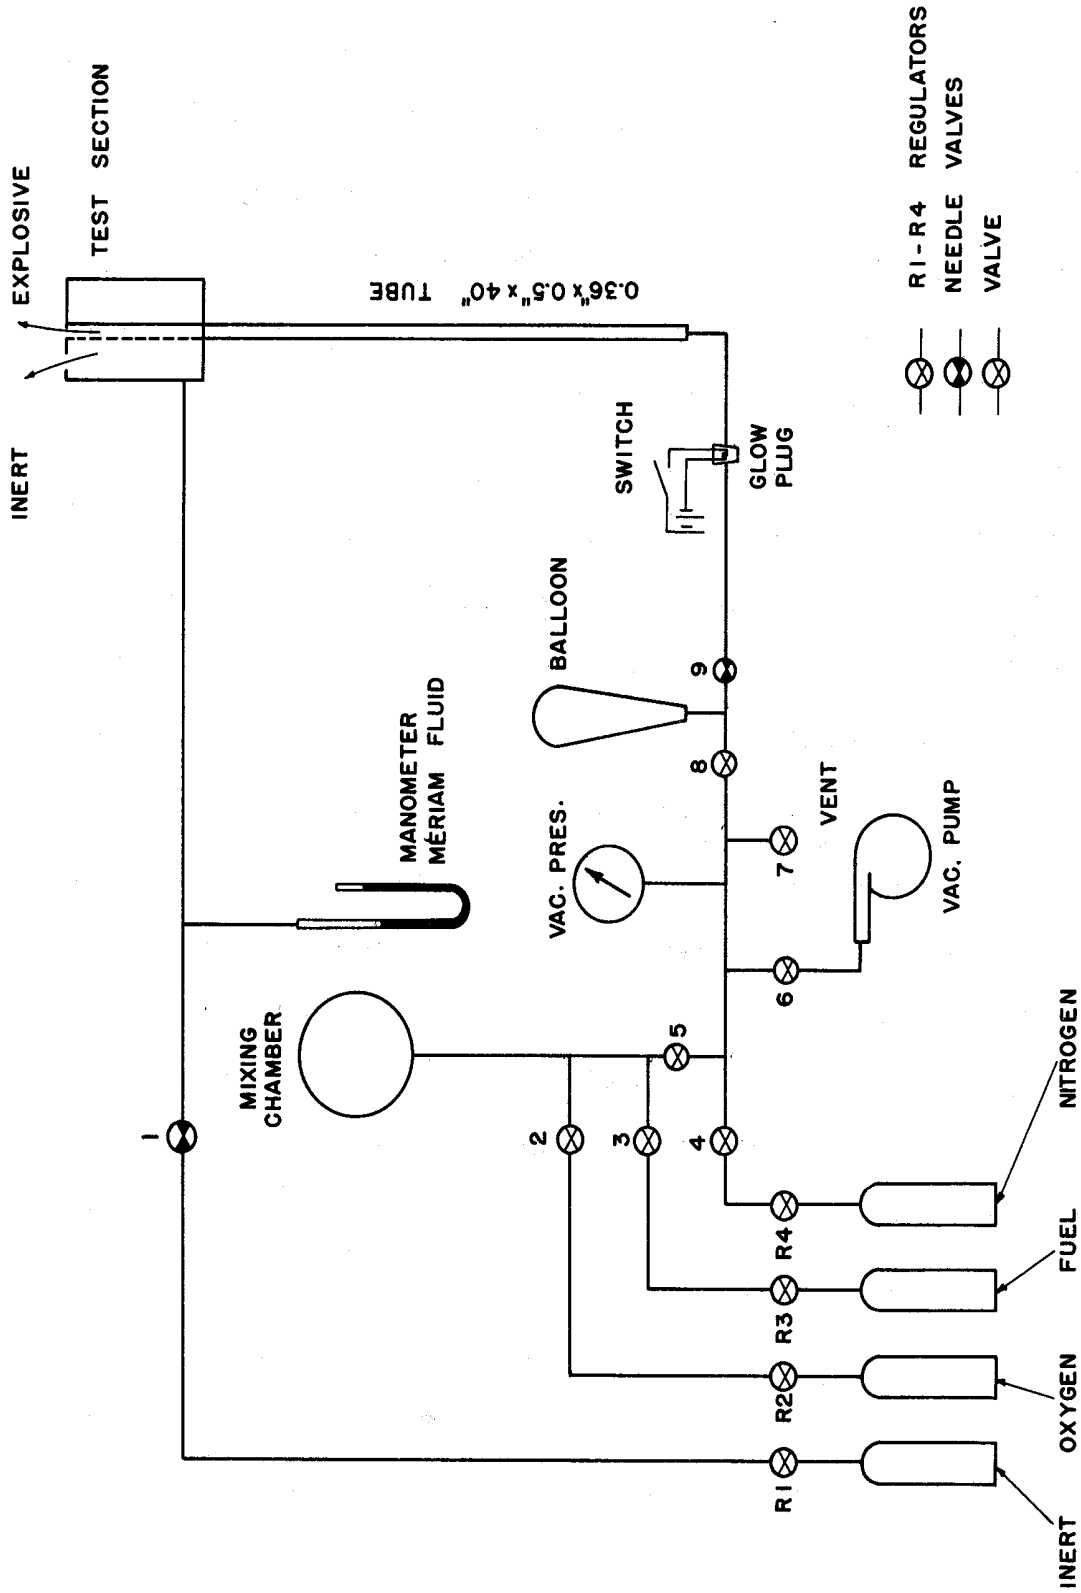 INERT
EXPLOSIVE
TEST SECTION
0.36"x 0.5"x 40"
TUBE
SWITCH
GLOW
PLUG
BALLOON
9
8
MANOMETER
MÉRIAM FLUID
VAC. PRES.
VENT
7
VAC. PUMP
6
MIXING
CHAMBER
5
1
2
3
4
R1
R2
R3
R4
INERT
OXYGEN
FUEL
NITROGEN
R1-R4 REGULATORS
NEEDLE VALVES
VALVE